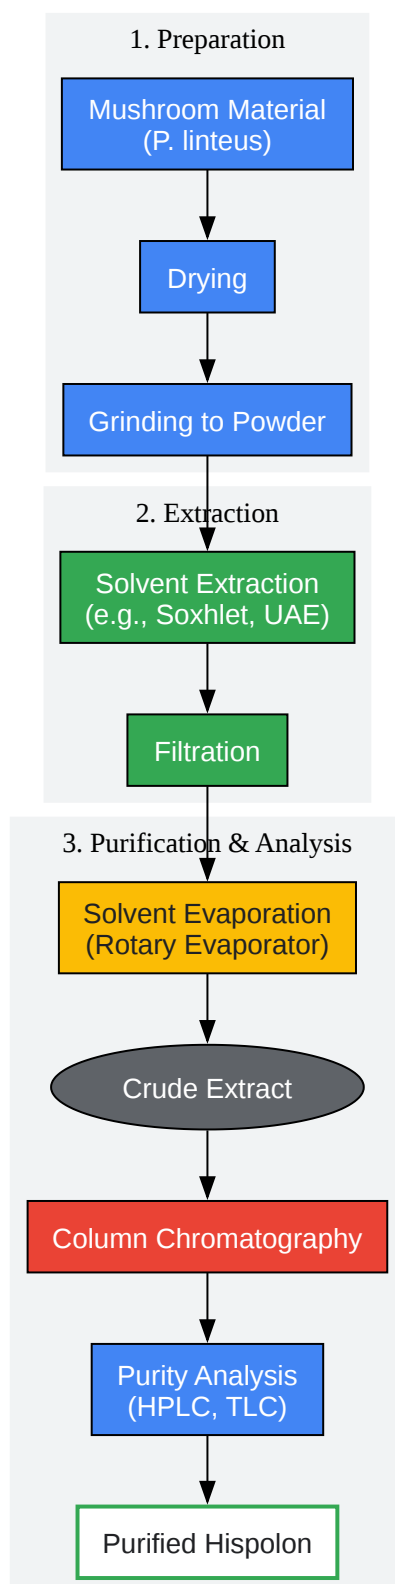 1. Preparation
Mushroom Material
(P. linteus)
Drying
Grinding to Powder
2. Extraction
Solvent Extraction
(e.g., Soxhlet, UAE)
Filtration
3. Purification & Analysis
Solvent Evaporation
(Rotary Evaporator)
Crude Extract
Column Chromatography
Purity Analysis
(HPLC, TLC)
Purified Hispolon